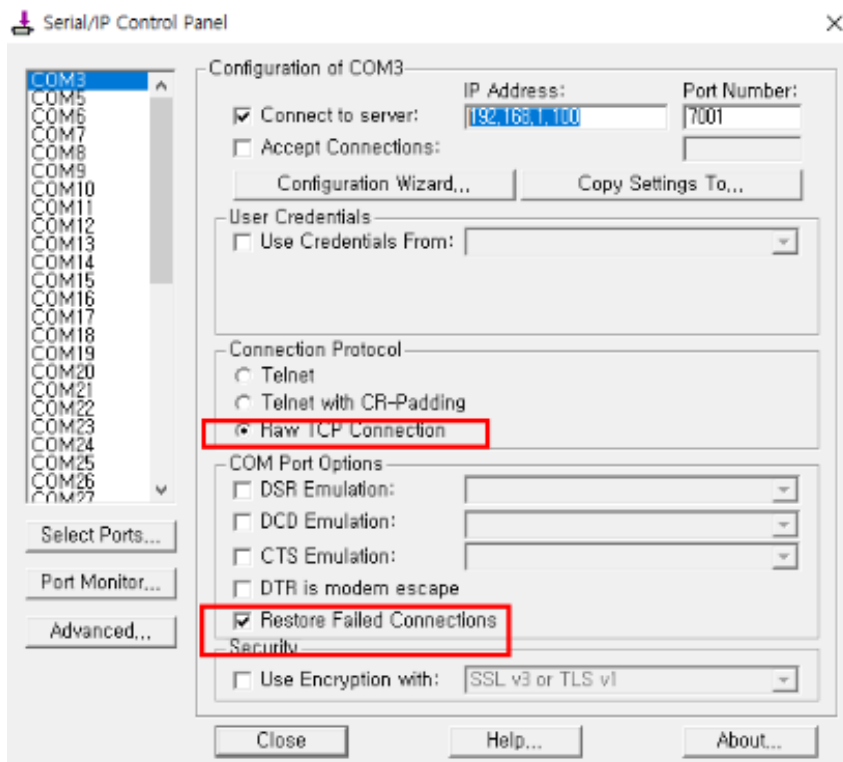 Serial/IP Control Panel
COM3
COM5
COM6
COM7
COM8
COM9
COM10
COM11
COM12
COM13
COM14
COM15
COM16
COM17
COM18
COM19
COM20
COM21
COM22
COM23
COM24
COM25
COM26
COM27
Select Ports...
Port Monitor...
Advanced...
Configuration of COM3
IP Address: Port Number:
Connect to server: 192.168.1.100 7001
Accept Connections:
Configuration Wizard... Copy Settings To...
User Credentials
Use Credentials From:
Connection Protocol
Telnet
Telnet with CR-Padding
Raw TCP Connection
COM Port Options
DSR Emulation:
DCD Emulation:
CTS Emulation:
DTR is modem escape
Restore Failed Connections
Security
Use Encryption with: SSL v3 or TLS v1
Close Help... About...